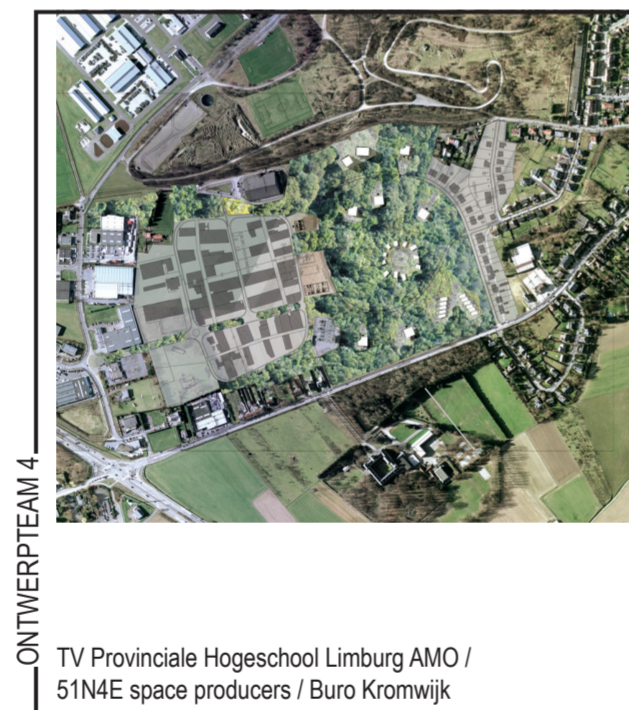 ONTWERPTEAM 4
TV Provinciale Hogeschool Limburg AMO /
51N4E space producers / Buro Kromwijk